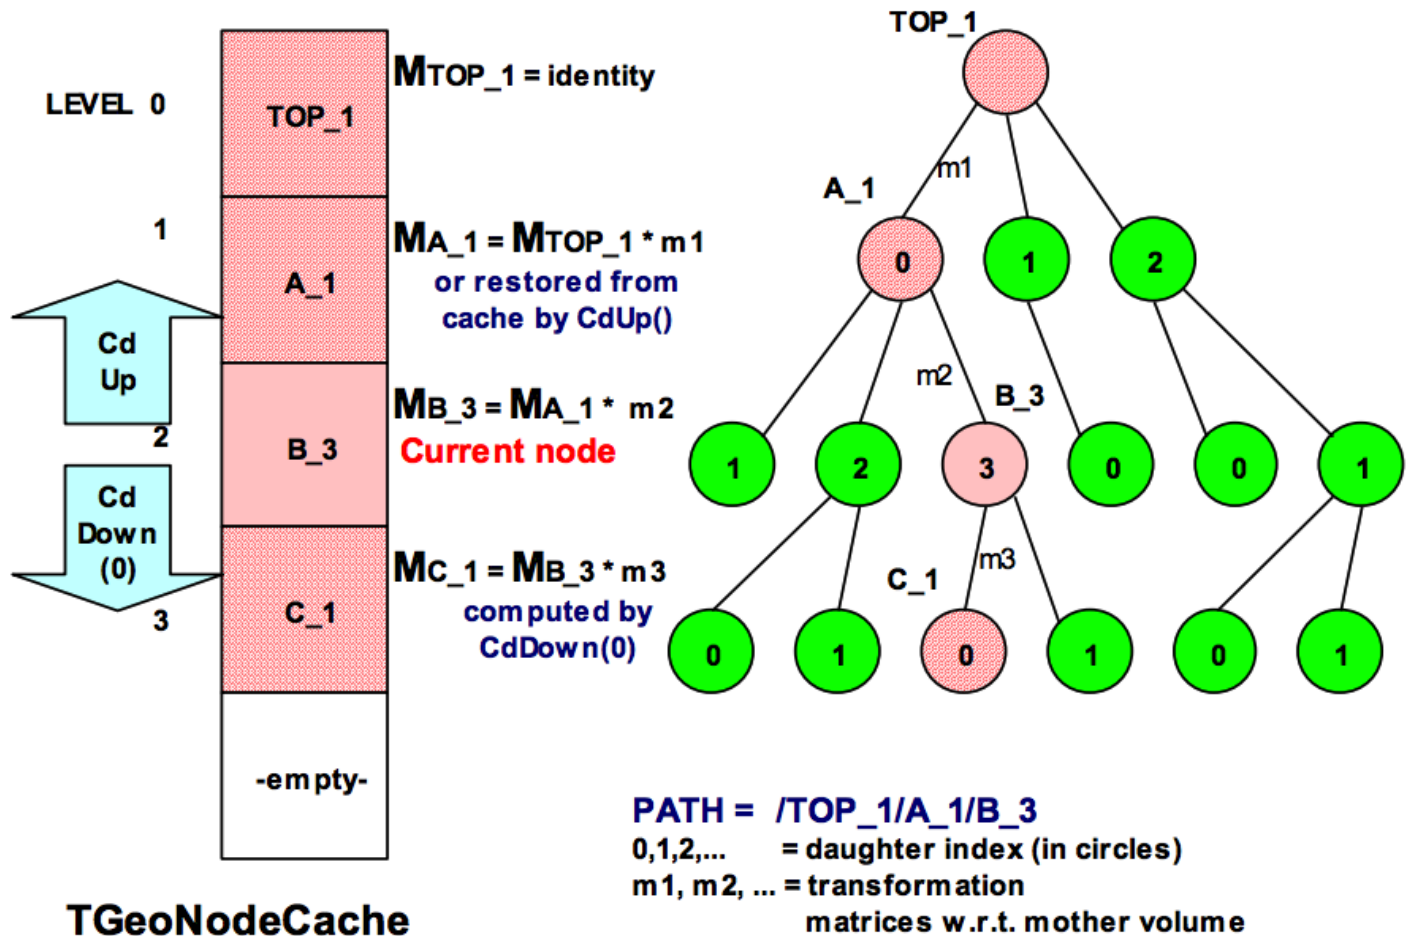 TOP_1
LEVEL 0
TOP_1
MTOP_1 = identity
m1
A_1
1
A_1
MA_1 = MTOP_1 * m1
or restored from
cache by CdUp()
0
1
2
Cd
Up
2
B_3
MB_3 = MA_1 * m2
Current node
m2
B_3
1
2
3
0
0
1
Cd
Down
(0)
3
C_1
MC_1 = MB_3 * m3
computed by
CdDown(0)
m3
C_1
0
1
0
1
0
1
-empty-
PATH = /TOP_1/A_1/B_3
0,1,2,... = daughter index (in circles)
m1, m2, ... = transformation
matrices w.r.t. mother volume
TGeoNodeCache